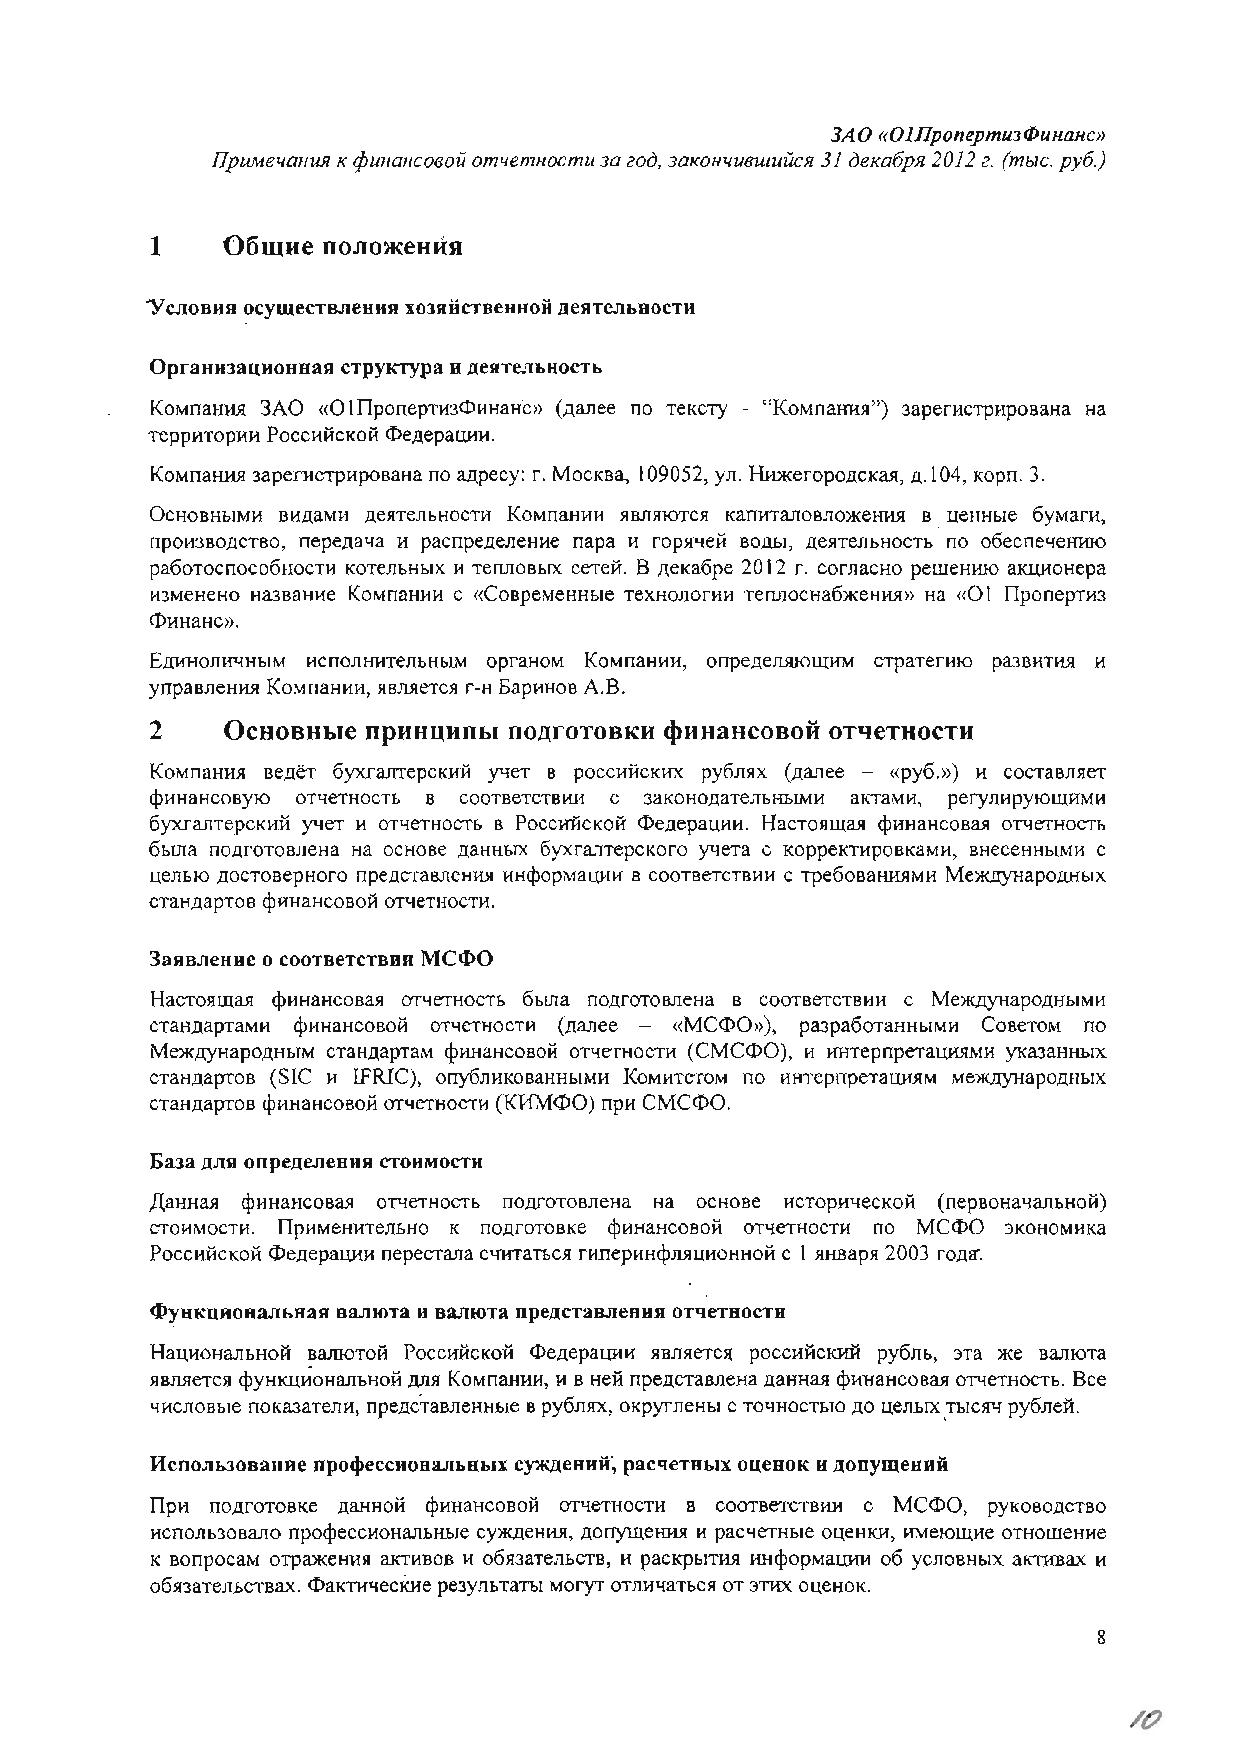 ЗАО «О1ПропертизФинанс»
Примечания к финансовой отчетности за год, закончившийся 31 декабря 2012 г. (тыс. руб.)
1 Общие положения
Условия осуществления хозяйственной деятельности
Организационная структура и деятельность
Компания ЗАО «О1ПропертизФинанс» (далее по тексту - “Компания”) зарегистрирована на
территории Российской Федерации.
Компания зарегистрирована по адресу: г. Москва, 109052, ул. Нижегородская, д.104, корп. 3.
Основными видами деятельности Компании являются капиталовложения в ценные бумаги,
производство, передача и распределение пара и горячей воды, деятельность по обеспечению
работоспособности котельных и тепловых сетей. В декабре 2012 г. согласно решению акционера
изменено название Компании с «Современные технологии теплоснабжения» на «О1 Пропертиз
Финанс».
Единоличным исполнительным органом Компании, определяющим стратегию развития и
управления Компании, является г-н Баринов А.В.
2 Основные принципы подготовки финансовой отчетности
Компания ведёт бухгалтерский учет в российских рублях (далее – «руб.») и составляет
финансовую отчетность в соответствии с законодательными актами, регулирующими
бухгалтерский учет и отчетность в Российской Федерации. Настоящая финансовая отчетность
была подготовлена на основе данных бухгалтерского учета с корректировками, внесенными с
целью достоверного представления информации в соответствии с требованиями Международных
стандартов финансовой отчетности.
Заявление о соответствии МСФО
Настоящая финансовая отчетность была подготовлена в соответствии с Международными
стандартами финансовой отчетности (далее – «МСФО»), разработанными Советом по
Международным стандартам финансовой отчетности (СМСФО), и интерпретациями указанных
стандартов (SIC и IFRIC), опубликованными Комитетом по интерпретациям международных
стандартов финансовой отчетности (КИМФО) при СМСФО.
База для определения стоимости
Данная финансовая отчетность подготовлена на основе исторической (первоначальной)
стоимости. Применительно к подготовке финансовой отчетности по МСФО экономика
Российской Федерации перестала считаться гиперинфляционной с 1 января 2003 года.
Функциональная валюта и валюта представления отчетности
Национальной валютой Российской Федерации является российский рубль, эта же валюта
является функциональной для Компании, и в ней представлена данная финансовая отчетность. Все
числовые показатели, представленные в рублях, округлены с точностью до целых тысяч рублей.
Использование профессиональных суждений, расчетных оценок и допущений
При подготовке данной финансовой отчетности в соответствии с МСФО, руководство
использовало профессиональные суждения, допущения и расчетные оценки, имеющие отношение
к вопросам отражения активов и обязательств, и раскрытия информации об условных активах и
обязательствах. Фактические результаты могут отличаться от этих оценок.
8
10